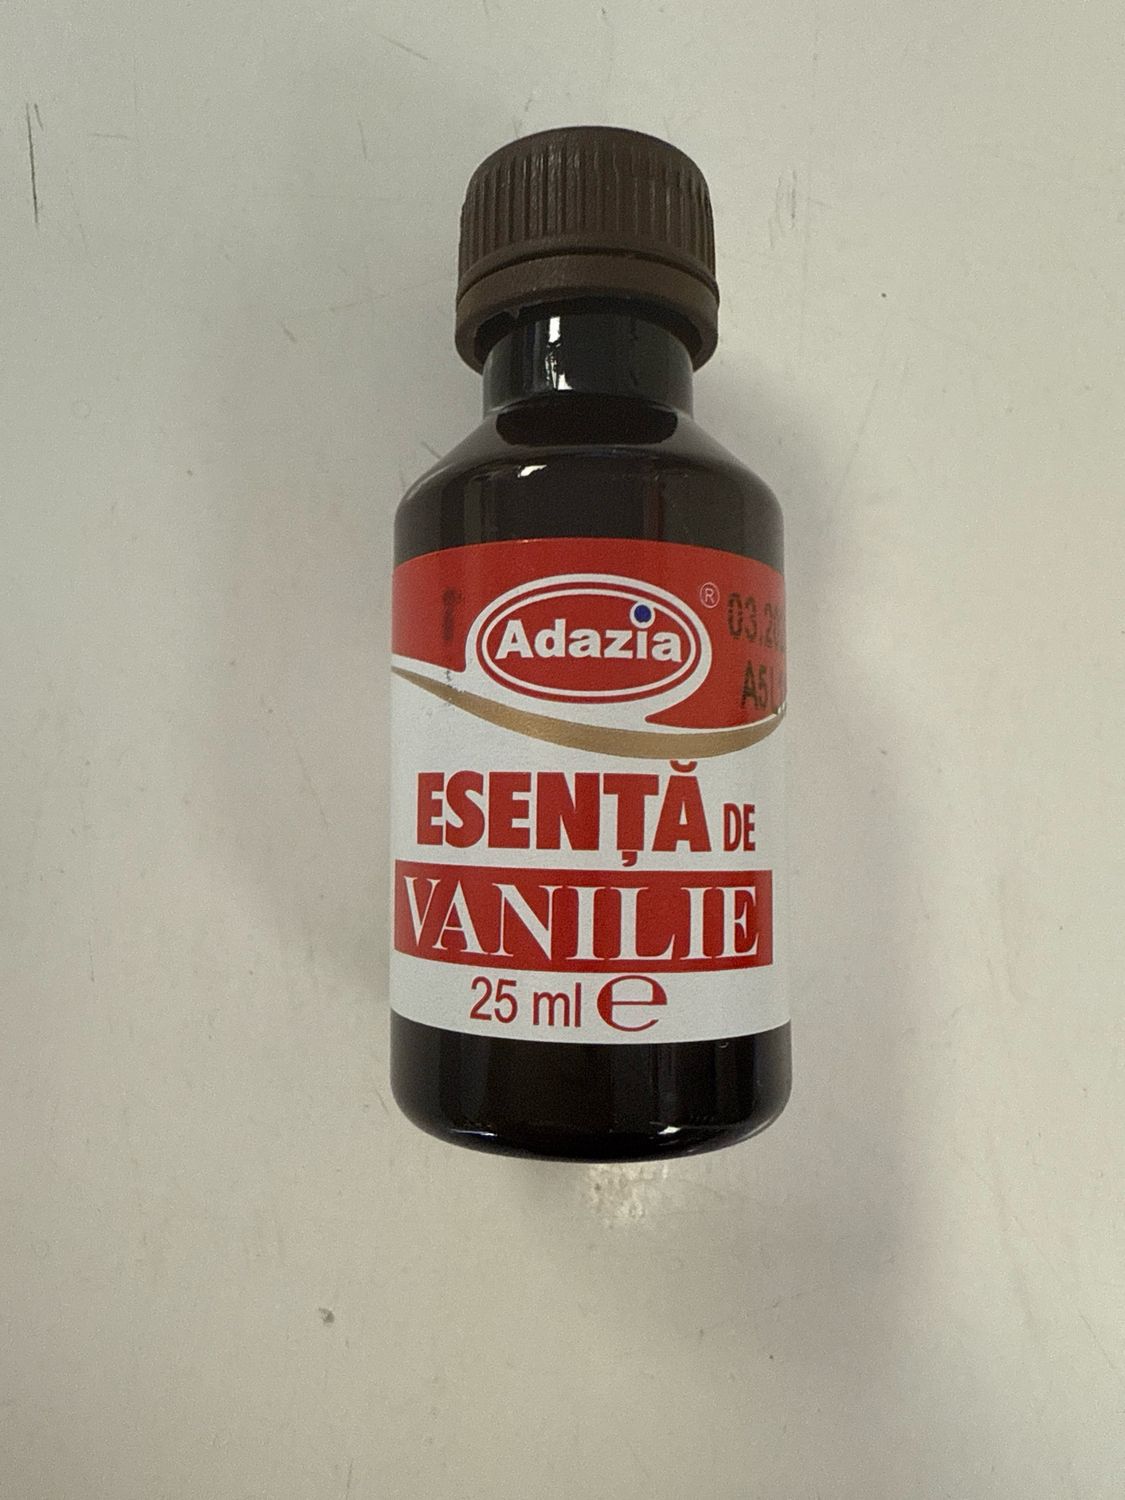 Adazia ®
ESENȚĂ DE
VANILIE
25 ml ℮